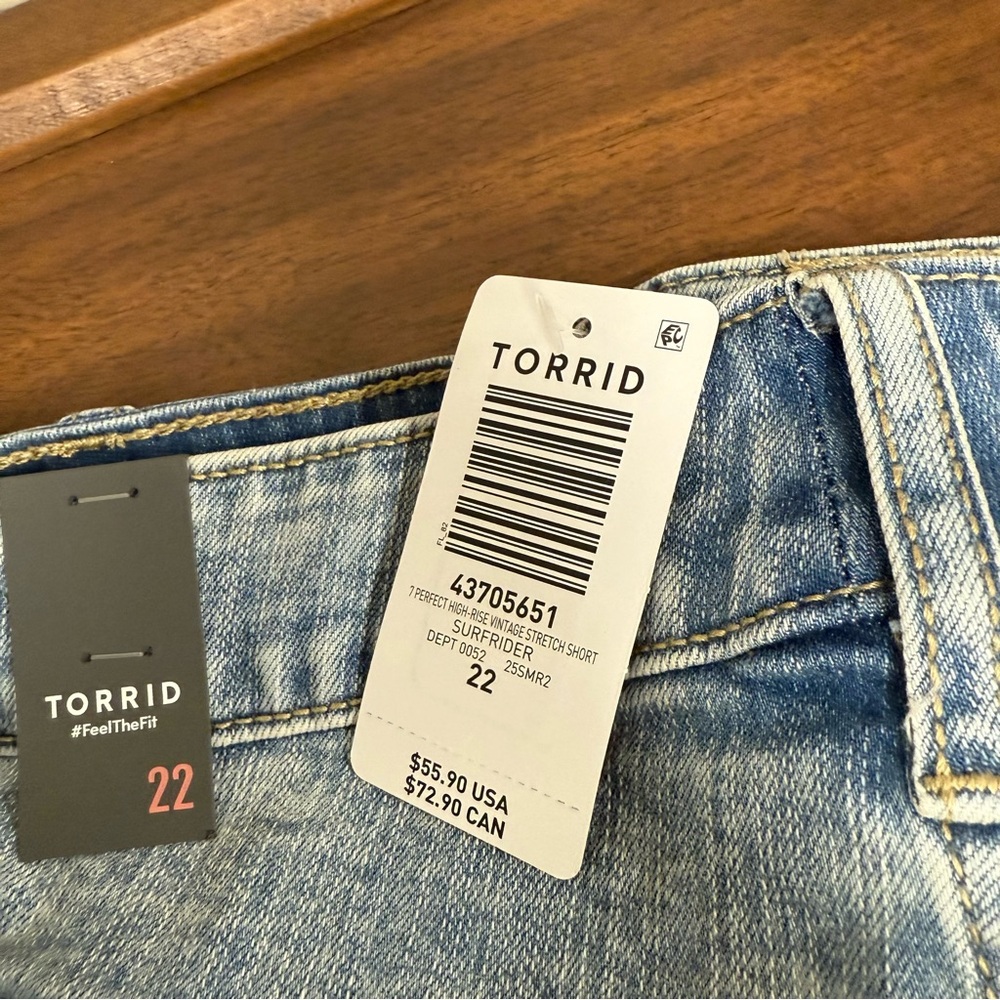 TORRID
FL_82
43705651
7 PERFECT HIGH-RISE VINTAGE STRETCH SHORT
SURFRIDER
DEPT 0052 25SMR2
22
$55.90 USA
$72.90 CAN
TORRID
#FeelTheFit
22